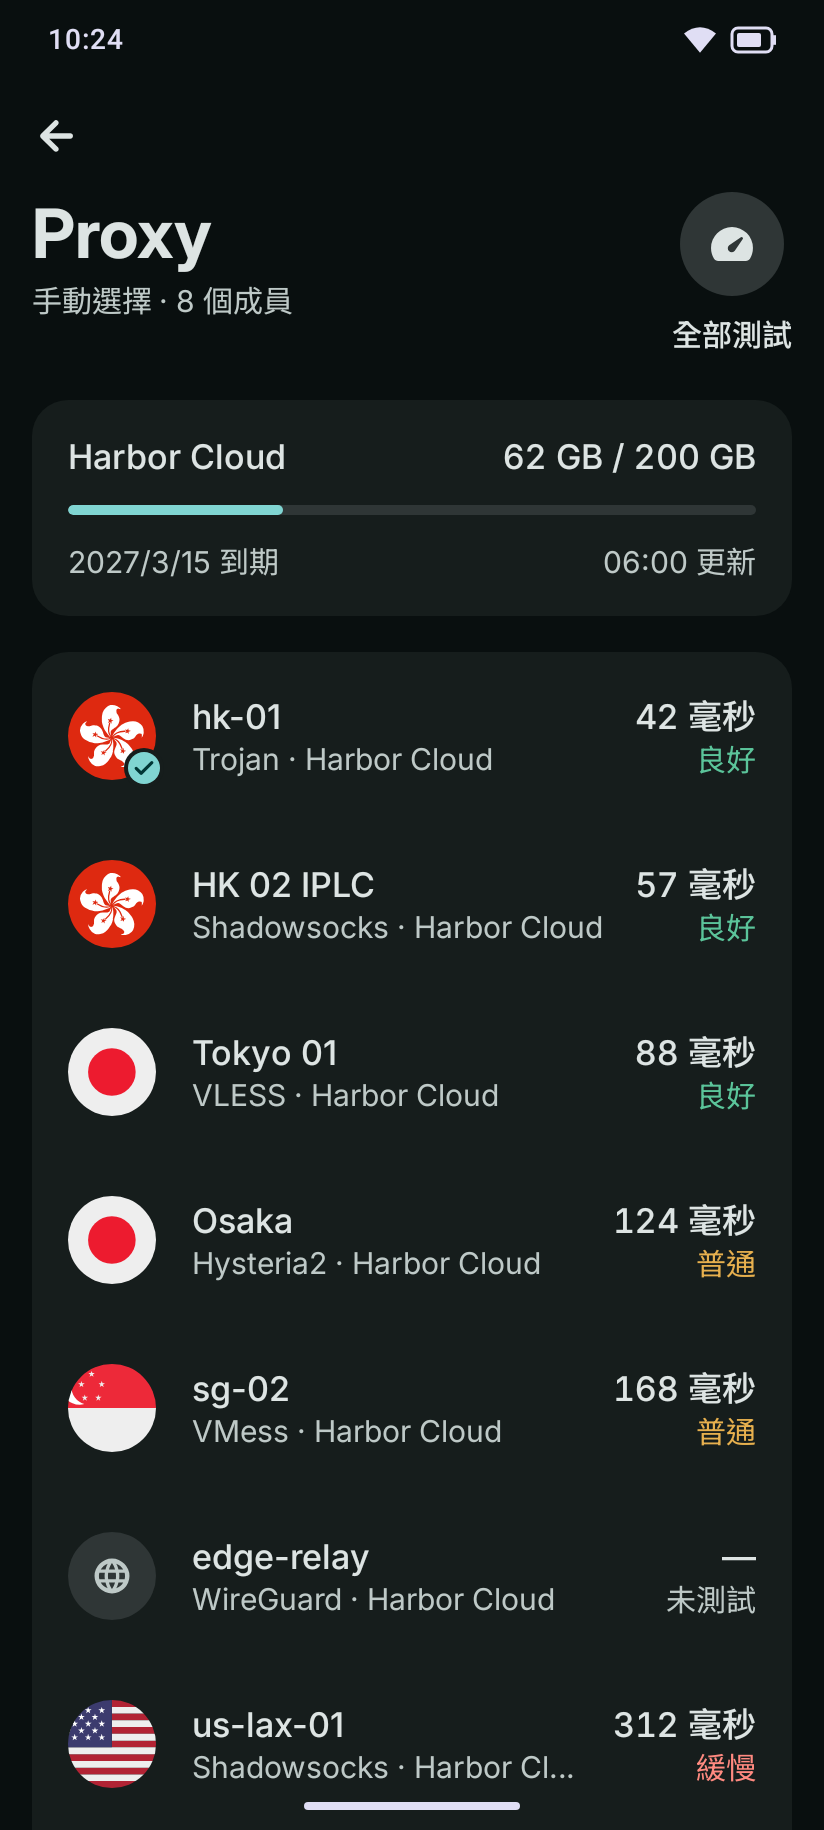 10:24
Proxy
手動選擇 · 8 個成員
全部測試
Harbor Cloud
62 GB / 200 GB
2027/3/15 到期
06:00 更新
hk-01
42 毫秒
Trojan · Harbor Cloud
良好
HK 02 IPLC
57 毫秒
Shadowsocks · Harbor Cloud
良好
Tokyo 01
88 毫秒
VLESS · Harbor Cloud
良好
Osaka
124 毫秒
Hysteria2 · Harbor Cloud
普通
sg-02
168 毫秒
VMess · Harbor Cloud
普通
edge-relay
—
WireGuard · Harbor Cloud
未測試
us-lax-01
312 毫秒
Shadowsocks · Harbor Cl...
緩慢